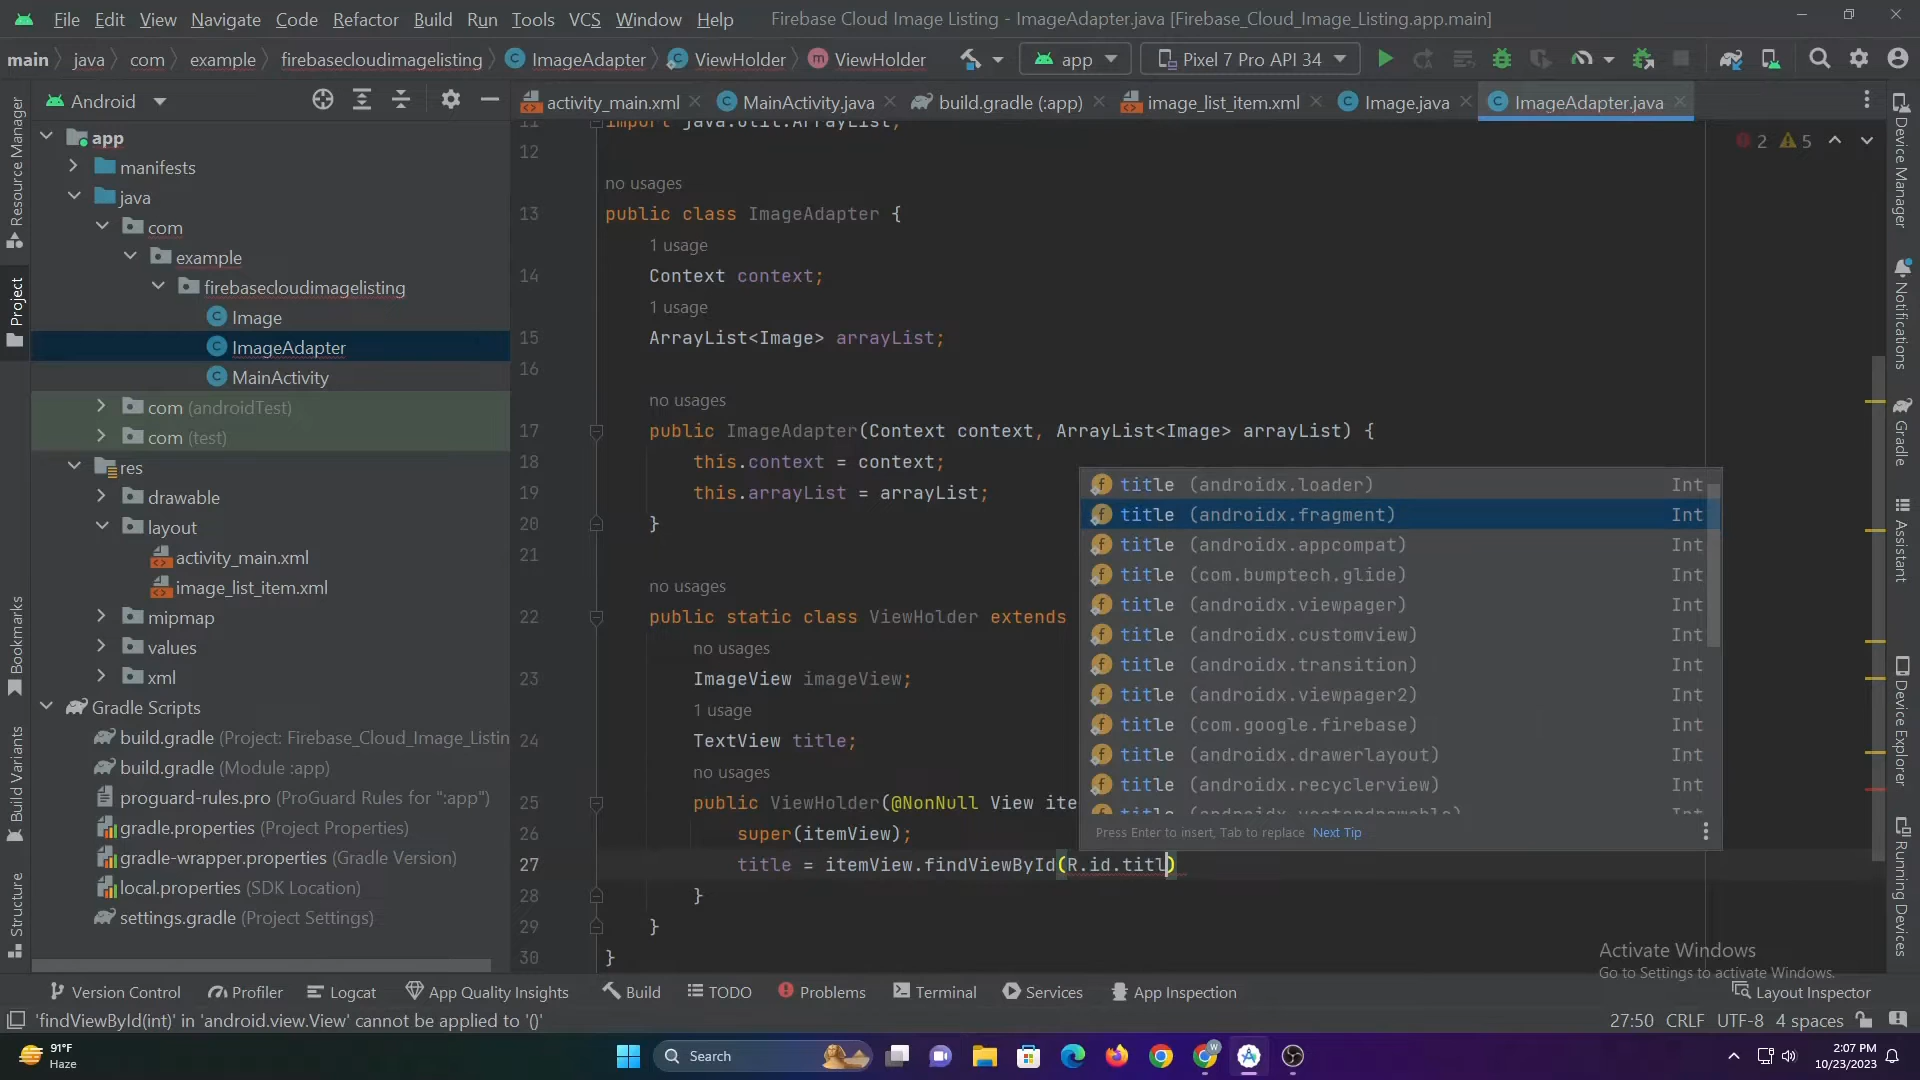 File Edit View Navigate Code Refactor Build Run Tools VCS Window Help Firebase Cloud Image Listing - ImageAdapter.java [Firebase_Cloud_Image_Listing.app.main]
main java com example firebasecloudimagelisting ImageAdapter ViewHolder ViewHolder app Pixel 7 Pro API 34
Android activity_main.xml MainActivity.java build.gradle (:app) image_list_item.xml Image.java ImageAdapter.java
Resource Manager
Project
Bookmarks
Build Variants
Structure
app
manifests
java
com
example
firebasecloudimagelisting
Image
ImageAdapter
MainActivity
com (androidTest)
com (test)
res
drawable
layout
activity_main.xml
image_list_item.xml
mipmap
values
xml
Gradle Scripts
build.gradle (Project: Firebase_Cloud_Image_Listin
build.gradle (Module :app)
proguard-rules.pro (ProGuard Rules for ":app")
gradle.properties (Project Properties)
gradle-wrapper.properties (Gradle Version)
local.properties (SDK Location)
settings.gradle (Project Settings)
2 5
11 import java.util.ArrayList;
12
no usages
13 public class ImageAdapter {
1 usage
14 Context context;
1 usage
15 ArrayList<Image> arrayList;
16
no usages
17 public ImageAdapter(Context context, ArrayList<Image> arrayList) {
18 this.context = context;
19 this.arrayList = arrayList;
20 }
21
no usages
22 public static class ViewHolder extends
no usages
23 ImageView imageView;
1 usage
24 TextView title;
no usages
25 public ViewHolder(@NonNull View ite
26 super(itemView);
27 title = itemView.findViewById(R.id.titl)
28 }
29 }
30 }
title (androidx.loader) Int
title (androidx.fragment) Int
title (androidx.appcompat) Int
title (com.bumptech.glide) Int
title (androidx.viewpager) Int
title (androidx.customview) Int
title (androidx.transition) Int
title (androidx.viewpager2) Int
title (com.google.firebase) Int
title (androidx.drawerlayout) Int
title (androidx.recyclerview) Int
Press Enter to insert, Tab to replace Next Tip
Device Manager
Notifications
Gradle
Assistant
Device Explorer
Running Devices
Activate Windows
Go to Settings to activate Windows.
Version Control Profiler Logcat App Quality Insights Build TODO Problems Terminal Services App Inspection Layout Inspector
'findViewById(int)' in 'android.view.View' cannot be applied to '()' 27:50 CRLF UTF-8 4 spaces
91°F
Haze
Search
2:07 PM
10/23/2023